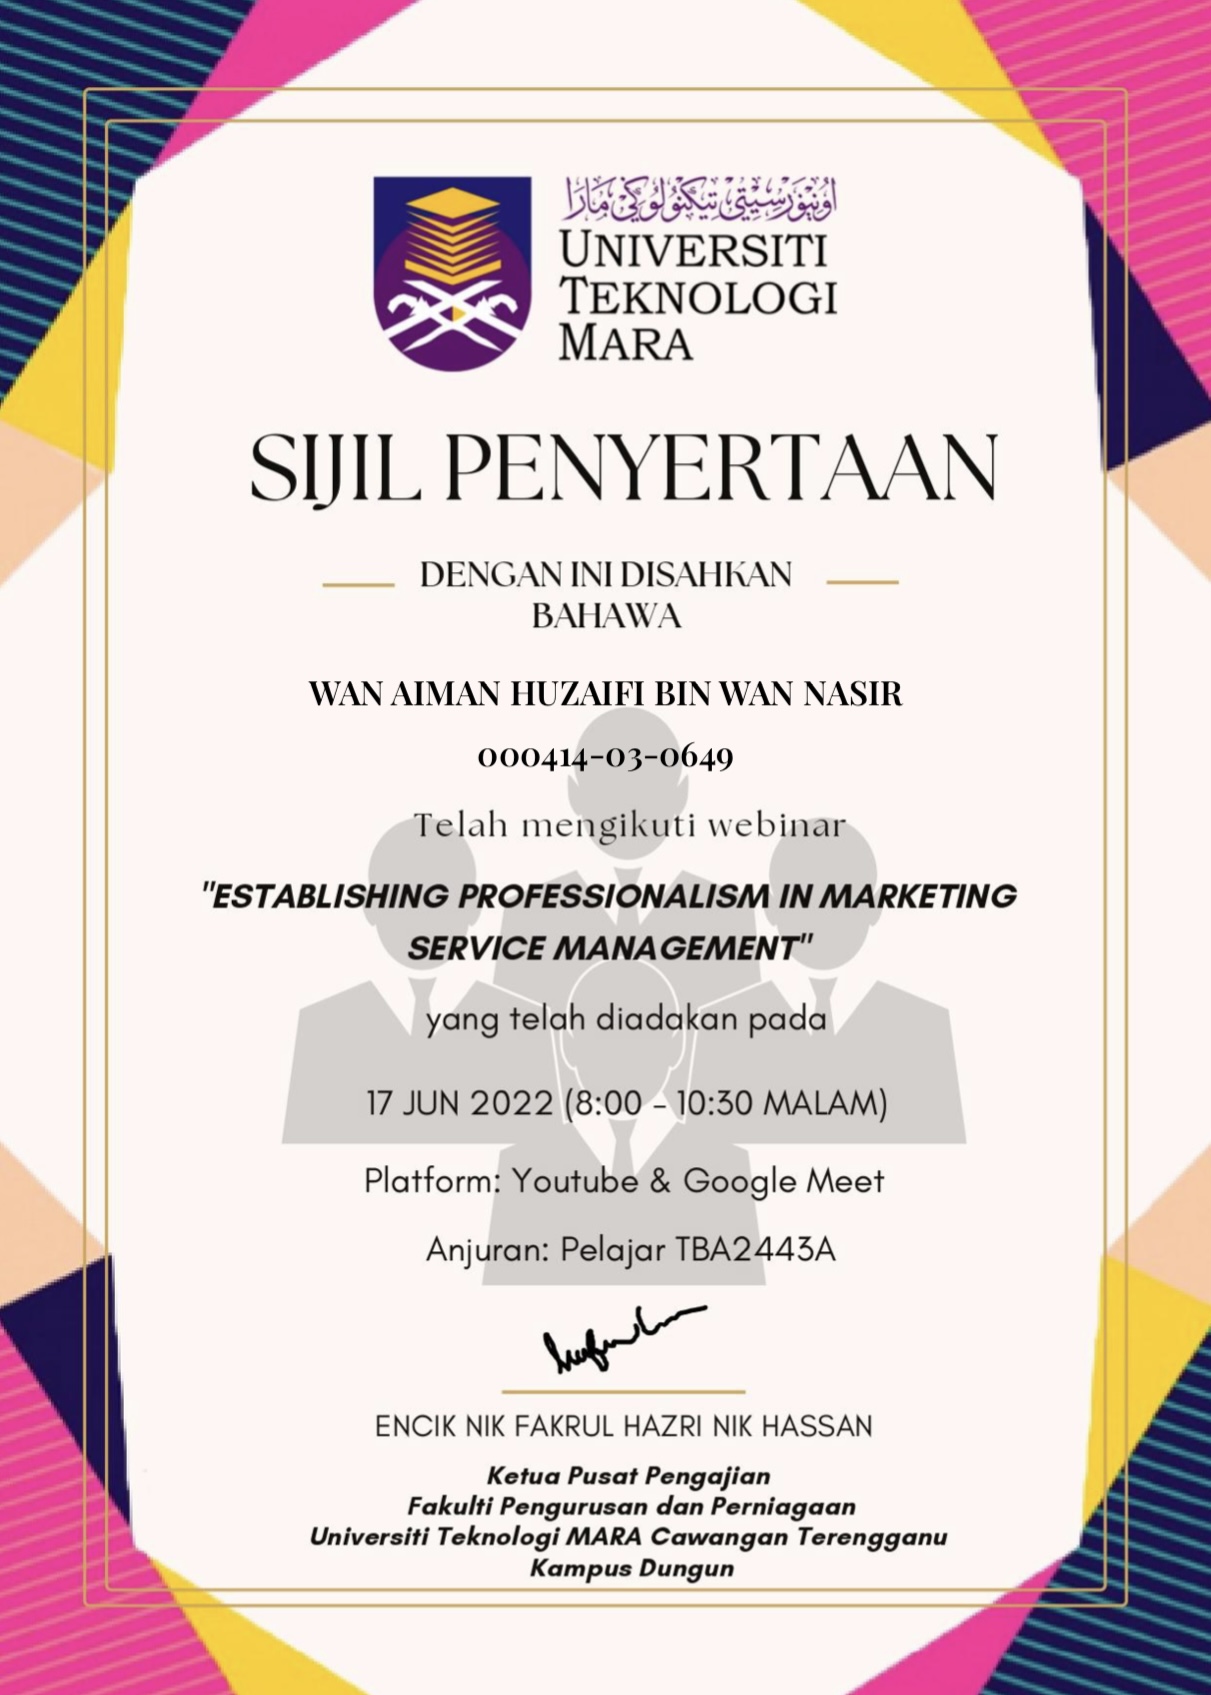 اونيۏرسيتي تيكنولوكي مارا
UNIVERSITI
TEKNOLOGI
MARA
SIJIL PENYERTAAN
DENGAN INI DISAHKAN
BAHAWA
WAN AIMAN HUZAIFI BIN WAN NASIR
000414-03-0649
Telah mengikuti webinar
"ESTABLISHING PROFESSIONALISM IN MARKETING
SERVICE MANAGEMENT"
yang telah diadakan pada
17 JUN 2022 (8:00 - 10:30 MALAM)
Platform: Youtube & Google Meet
Anjuran: Pelajar TBA2443A
ENCIK NIK FAKRUL HAZRI NIK HASSAN
Ketua Pusat Pengajian
Fakulti Pengurusan dan Perniagaan
Universiti Teknologi MARA Cawangan Terengganu
Kampus Dungun